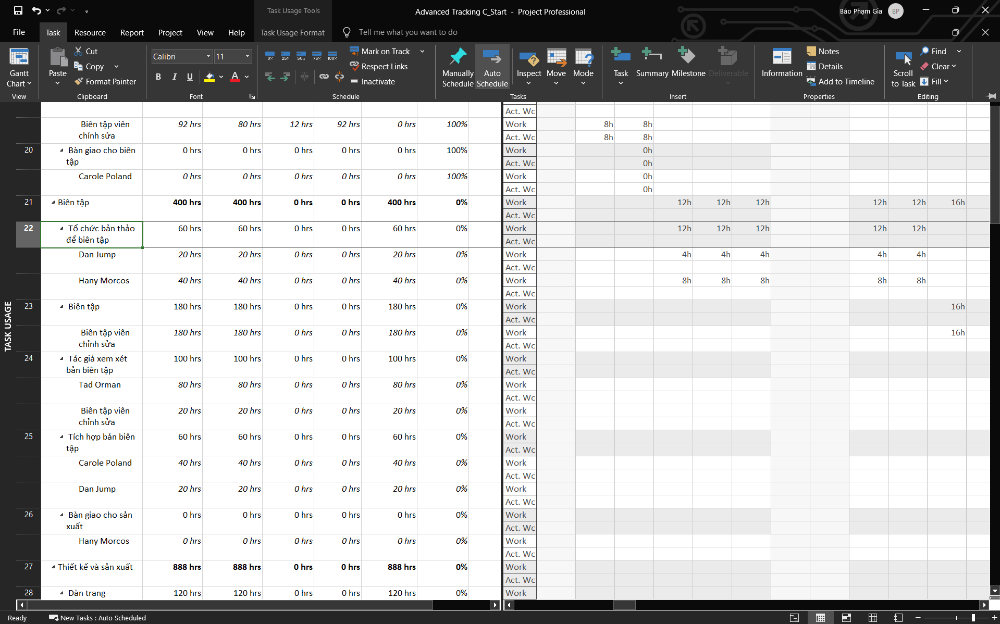 Task Usage Tools
Advanced Tracking C_Start - Project Professional
Bảo Phạm Gia BP
File Task Resource Report Project View Help Task Usage Format Tell me what you want to do
Gantt Chart
View
Paste
Cut
Copy
Format Painter
Clipboard
Calibri 11
B I U A
Font
0% 25% 50% 75% 100%
Mark on Track
Respect Links
Inactivate
Schedule
Manually Schedule
Auto Schedule
Inspect Move Mode
Tasks
Task Summary Milestone Deliverable
Insert
Information
Notes
Details
Add to Timeline
Properties
Scroll to Task
Find
Clear
Fill
Editing
TASK USAGE
Act. Wc
Biên tập viên 92 hrs 80 hrs 12 hrs 92 hrs 0 hrs 100% Work 8h 8h
chỉnh sửa Act. Wc 8h 8h
20 Bàn giao cho biên 0 hrs 0 hrs 0 hrs 0 hrs 0 hrs 100% Work 0h
tập Act. Wc 0h
Carole Poland 0 hrs 0 hrs 0 hrs 0 hrs 0 hrs 100% Work 0h
Act. Wc 0h
21 Biên tập 400 hrs 400 hrs 0 hrs 0 hrs 400 hrs 0% Work 12h 12h 12h 12h 12h 16h
Act. Wc
22 Tổ chức bản thảo 60 hrs 60 hrs 0 hrs 0 hrs 60 hrs 0% Work 12h 12h 12h 12h 12h
để biên tập Act. Wc
Dan Jump 20 hrs 20 hrs 0 hrs 0 hrs 20 hrs 0% Work 4h 4h 4h 4h 4h
Act. Wc
Hany Morcos 40 hrs 40 hrs 0 hrs 0 hrs 40 hrs 0% Work 8h 8h 8h 8h 8h
Act. Wc
23 Biên tập 180 hrs 180 hrs 0 hrs 0 hrs 180 hrs 0% Work 16h
Act. Wc
Biên tập viên 180 hrs 180 hrs 0 hrs 0 hrs 180 hrs 0% Work 16h
chỉnh sửa Act. Wc
24 Tác giả xem xét 100 hrs 100 hrs 0 hrs 0 hrs 100 hrs 0% Work
bản biên tập Act. Wc
Tad Orman 80 hrs 80 hrs 0 hrs 0 hrs 80 hrs 0% Work
Act. Wc
Biên tập viên 20 hrs 20 hrs 0 hrs 0 hrs 20 hrs 0% Work
chỉnh sửa Act. Wc
25 Tích hợp bản biên 60 hrs 60 hrs 0 hrs 0 hrs 60 hrs 0% Work
tập Act. Wc
Carole Poland 40 hrs 40 hrs 0 hrs 0 hrs 40 hrs 0% Work
Act. Wc
Dan Jump 20 hrs 20 hrs 0 hrs 0 hrs 20 hrs 0% Work
Act. Wc
26 Bàn giao cho sản 0 hrs 0 hrs 0 hrs 0 hrs 0 hrs 0% Work
xuất Act. Wc
Hany Morcos 0 hrs 0 hrs 0 hrs 0 hrs 0 hrs 0% Work
Act. Wc
27 Thiết kế và sản xuất 888 hrs 888 hrs 0 hrs 0 hrs 888 hrs 0% Work
Act. Wc
28 Dàn trang 120 hrs 120 hrs 0 hrs 0 hrs 120 hrs 0% Work
Ready New Tasks : Auto Scheduled